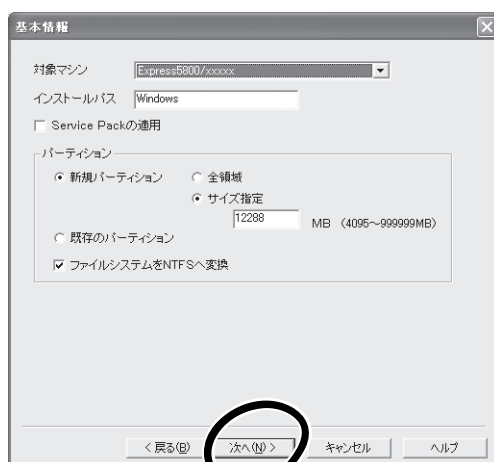 基本情報
対象マシン Express5800/xxxxx
インストールパス Windows
Service Packの適用
パーティション
新規パーティション 全領域
サイズ指定
12288 MB (4095～999999MB)
既存のパーティション
ファイルシステムをNTFSへ変換
< 戻る(B) 次へ(N) > キャンセル ヘルプ